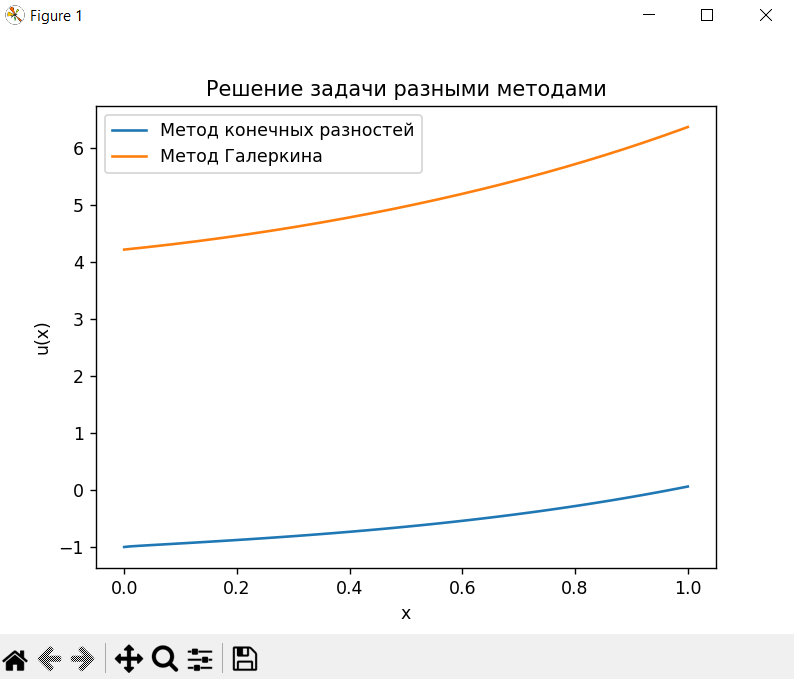 Figure 1
Решение задачи разными методами
Метод конечных разностей
Метод Галеркина
6
5
4
3
2
1
0
−1
u(x)
0.0 0.2 0.4 0.6 0.8 1.0
x